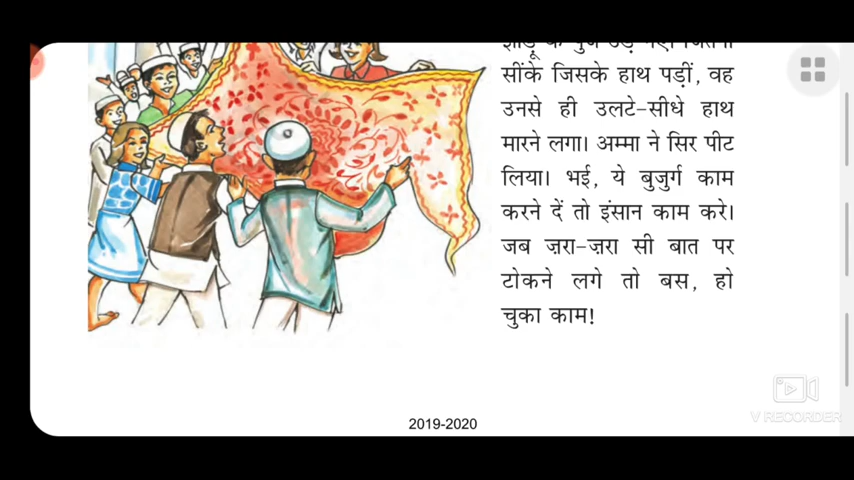 सींके जिसके हाथ पड़ीं, वह
उनसे ही उलटे-सीधे हाथ
मारने लगा। अम्मा ने सिर पीट
लिया। भई, ये बुज़ुर्ग काम
करने दें तो इंसान काम करे।
जब ज़रा-ज़रा सी बात पर
टोकने लगे तो बस, हो
चुका काम!
2019-2020
V RECORDER